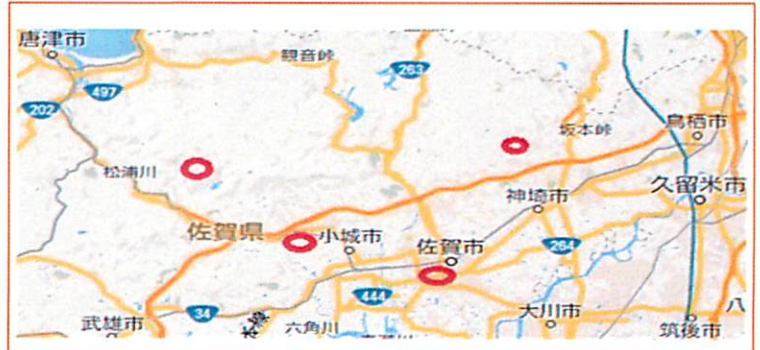 唐津市
観音峠
263
497
202
坂本峠
鳥栖市
松浦川
久留米市
神埼市
佐賀県
小城市
佐賀市
264
444
34
大川市
八
武雄市
本線
六角川
筑後市